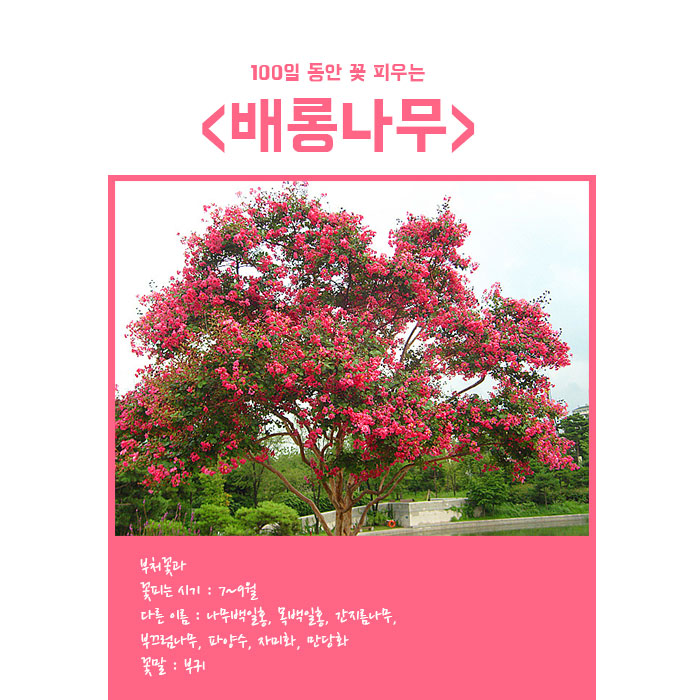 100일 동안 꽃 피우는
<배롱나무>
부처꽃과
꽃피는 시기 : 7~9월
다른 이름 : 나무백일홍, 목백일홍, 간지름나무,
부끄럼나무, 파양수, 자미화, 만당화
꽃말 : 부귀